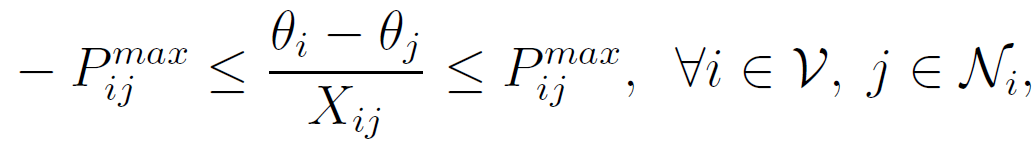 $- P_{ij}^{max} \leq \frac{\theta_i - \theta_j}{X_{ij}} \leq P_{ij}^{max}, \ \forall i \in \mathcal{V}, \ j \in \mathcal{N}_i,$